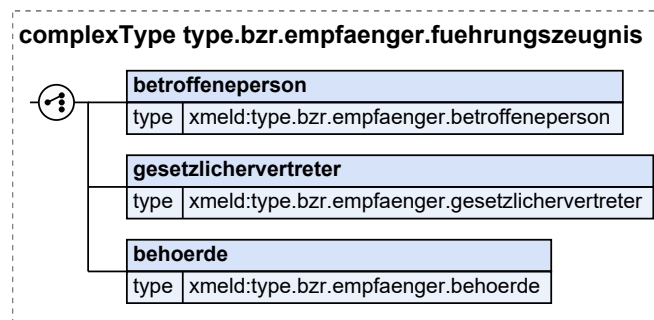 complexType type.bzr.empfaenger.fuehrungszeugnis
betroffeneperson
type xmeld:type.bzr.empfaenger.betroffeneperson
gesetzlichervertreter
type xmeld:type.bzr.empfaenger.gesetzlichervertreter
behoerde
type xmeld:type.bzr.empfaenger.behoerde